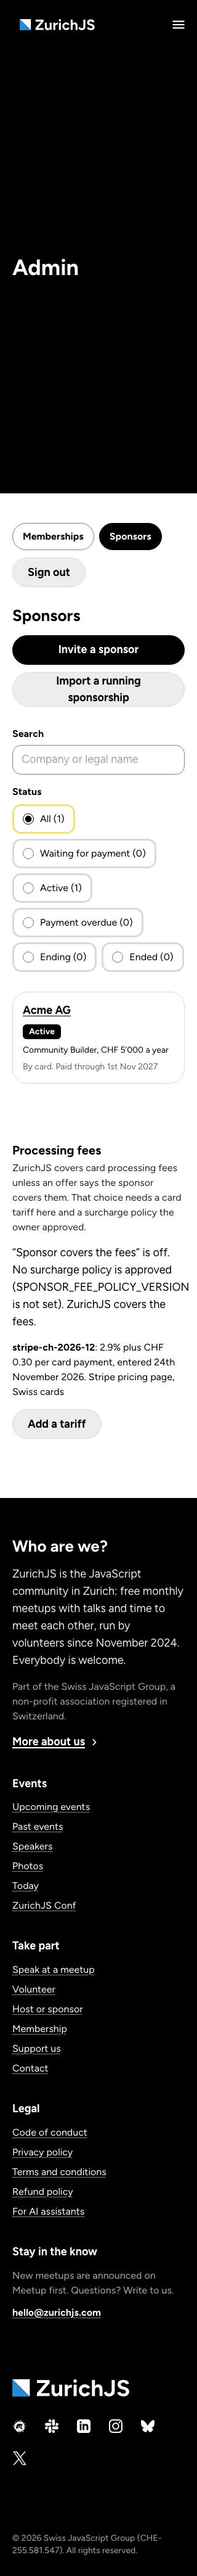 ZurichJS
Admin
Memberships
Sponsors
Sign out
Sponsors
Invite a sponsor
Import a running
sponsorship
Search
Company or legal name
Status
All (1)
Waiting for payment (0)
Active (1)
Payment overdue (0)
Ending (0)
Ended (0)
Acme AG
Active
Community Builder, CHF 5’000 a year
By card. Paid through 1st Nov 2027
Processing fees
ZurichJS covers card processing fees
unless an offer says the sponsor
covers them. That choice needs a card
tariff here and a surcharge policy the
owner approved.
“Sponsor covers the fees” is off.
No surcharge policy is approved
(SPONSOR_FEE_POLICY_VERSION
is not set). ZurichJS covers the
fees.
stripe-ch-2026-12: 2.9% plus CHF
0.30 per card payment, entered 24th
November 2026. Stripe pricing page,
Swiss cards
Add a tariff
Who are we?
ZurichJS is the JavaScript
community in Zurich: free monthly
meetups with talks and time to
meet each other, run by
volunteers since November 2024.
Everybody is welcome.
Part of the Swiss JavaScript Group, a
non-profit association registered in
Switzerland.
More about us
Events
Upcoming events
Past events
Speakers
Photos
Today
ZurichJS Conf
Take part
Speak at a meetup
Volunteer
Host or sponsor
Membership
Support us
Contact
Legal
Code of conduct
Privacy policy
Terms and conditions
Refund policy
For AI assistants
Stay in the know
New meetups are announced on
Meetup first. Questions? Write to us.
hello@zurichjs.com
ZurichJS
© 2026 Swiss JavaScript Group (CHE-
255.581.547). All rights reserved.